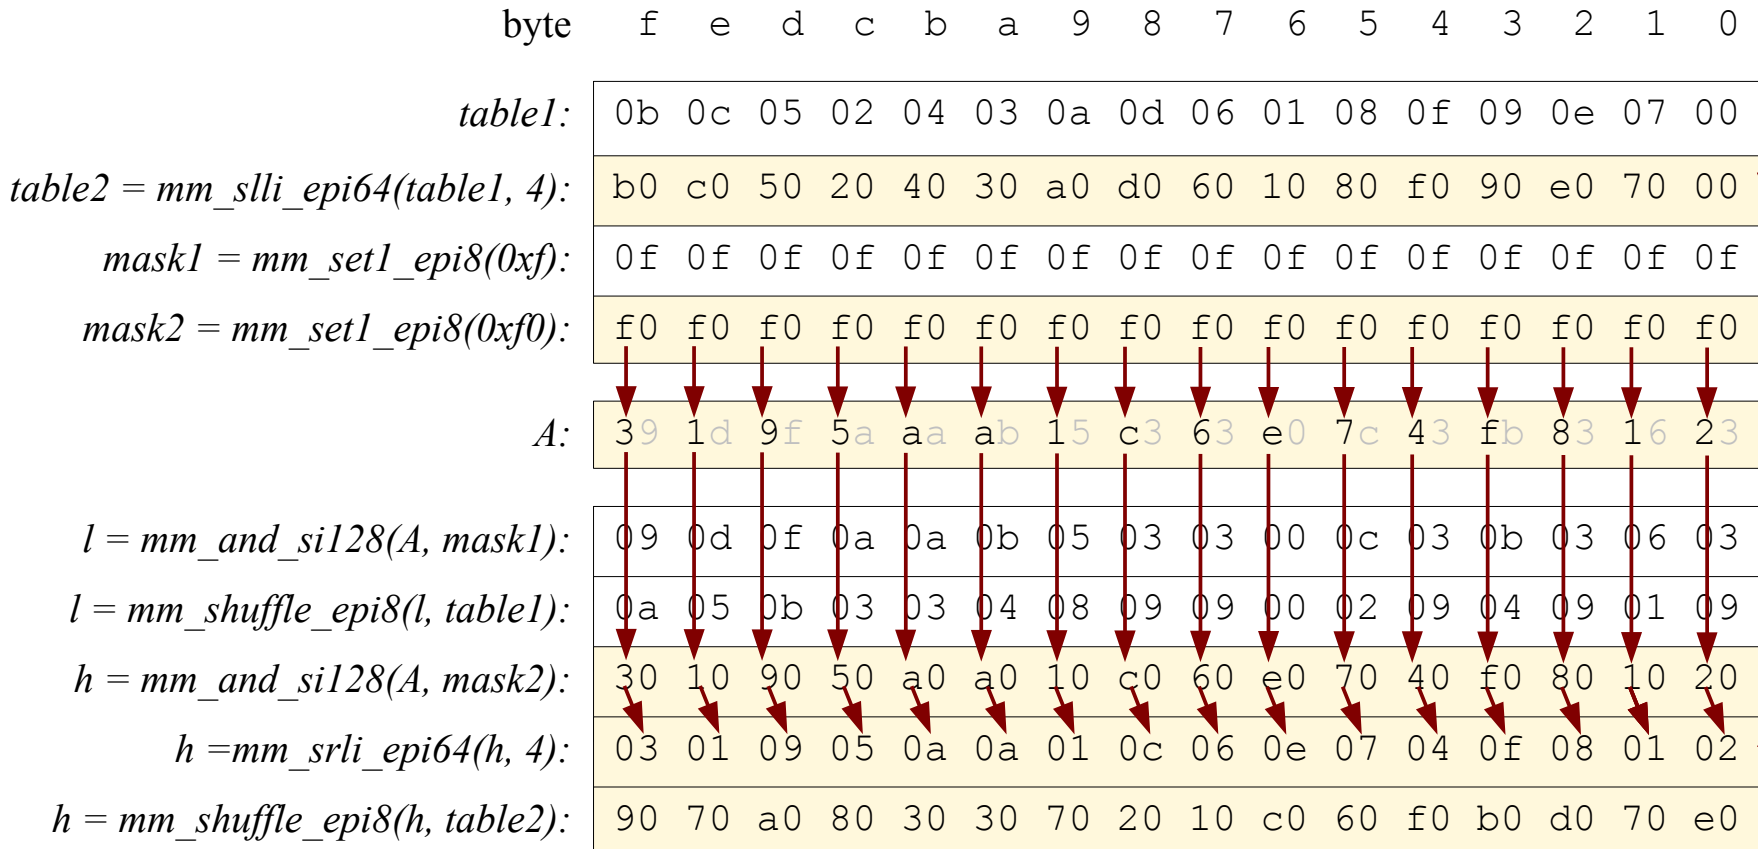 byte f e d c b a 9 8 7 6 5 4 3 2 1 0
table1: 0b 0c 05 02 04 03 0a 0d 06 01 08 0f 09 0e 07 00
table2 = mm_slli_epi64(table1, 4): b0 c0 50 20 40 30 a0 d0 60 10 80 f0 90 e0 70 00
mask1 = mm_set1_epi8(0xf): 0f 0f 0f 0f 0f 0f 0f 0f 0f 0f 0f 0f 0f 0f 0f 0f
mask2 = mm_set1_epi8(0xf0): f0 f0 f0 f0 f0 f0 f0 f0 f0 f0 f0 f0 f0 f0 f0 f0
A: 39 1d 9f 5a aa ab 15 c3 63 e0 7c 43 fb 83 16 23
l = mm_and_si128(A, mask1): 09 0d 0f 0a 0a 0b 05 03 03 00 0c 03 0b 03 06 03
l = mm_shuffle_epi8(l, table1): 0a 05 0b 03 03 04 08 09 09 00 02 09 04 09 01 09
h = mm_and_si128(A, mask2): 30 10 90 50 a0 a0 10 c0 60 e0 70 40 f0 80 10 20
h =mm_srli_epi64(h, 4): 03 01 09 05 0a 0a 01 0c 06 0e 07 04 0f 08 01 02
h = mm_shuffle_epi8(h, table2): 90 70 a0 80 30 30 70 20 10 c0 60 f0 b0 d0 70 e0